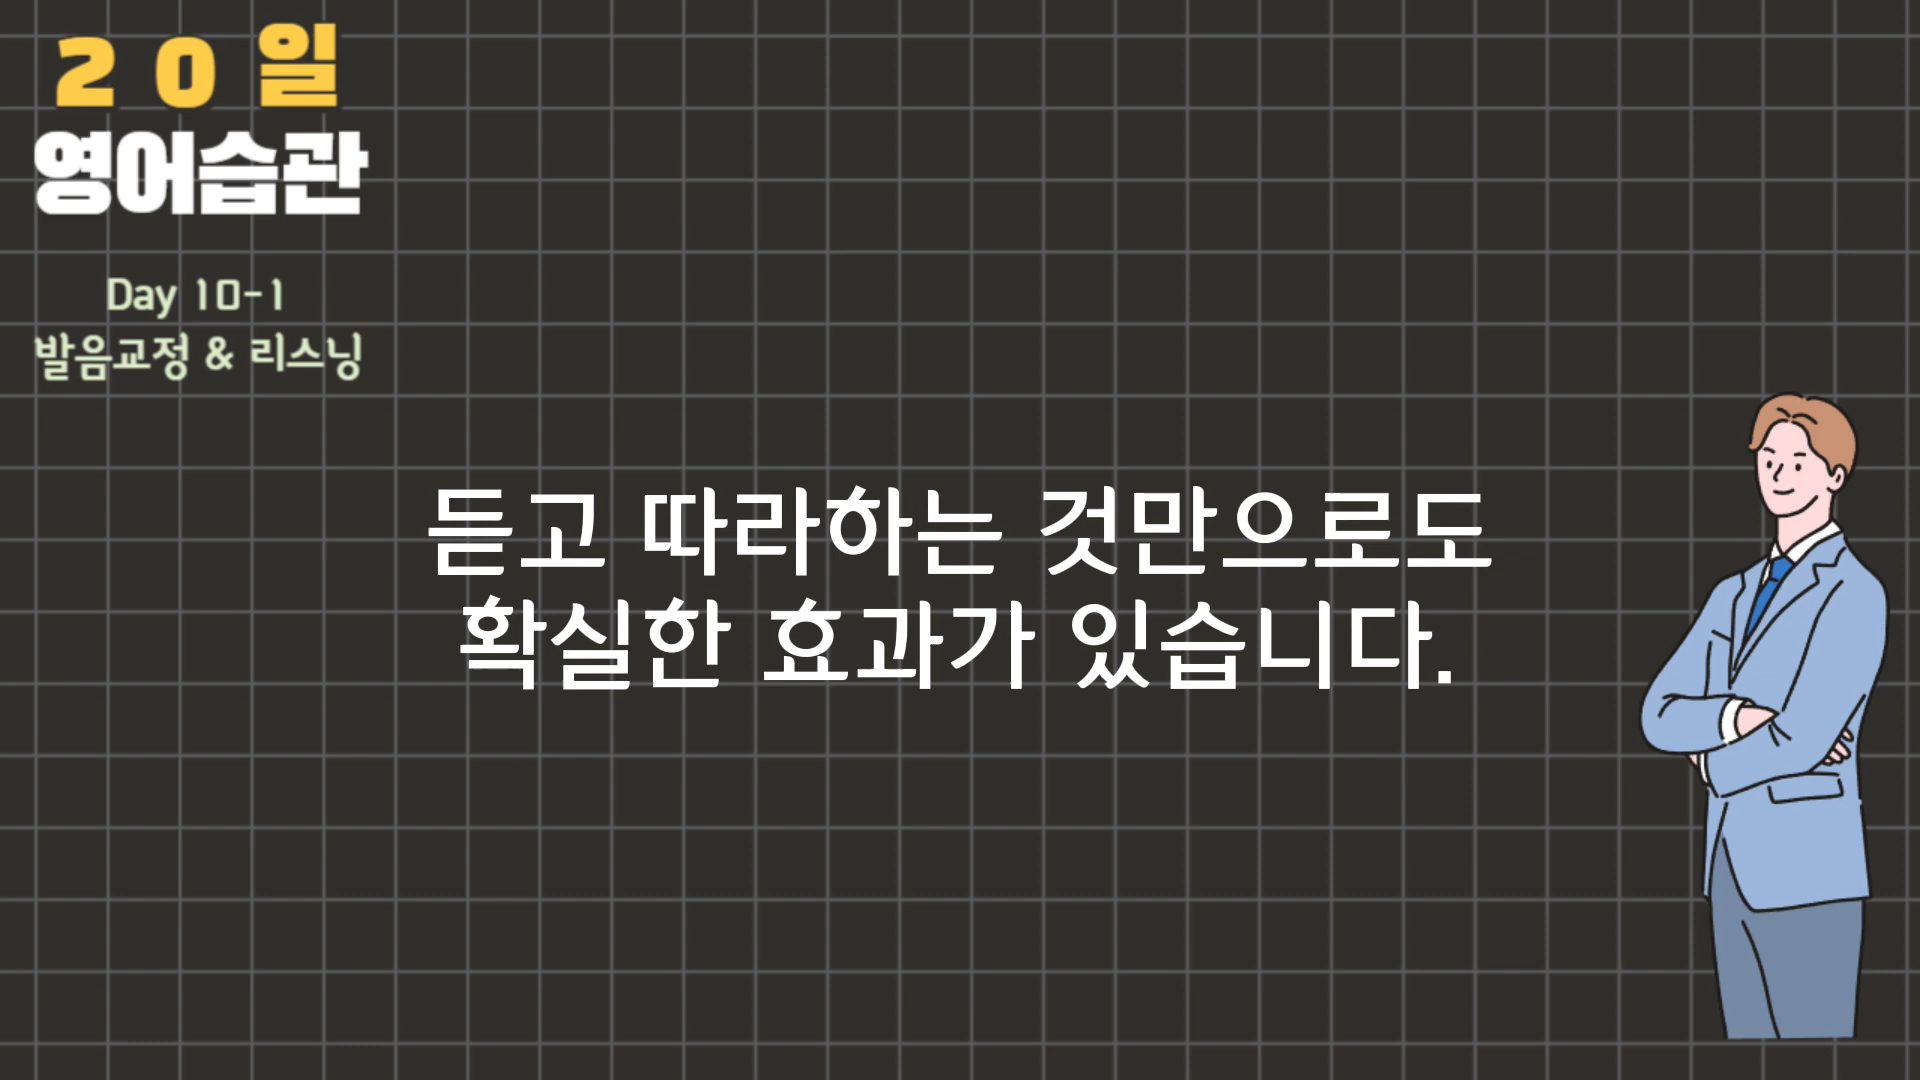 20일
영어습관
Day 10-1
발음교정 & 리스닝
듣고 따라하는 것만으로도
확실한 효과가 있습니다.